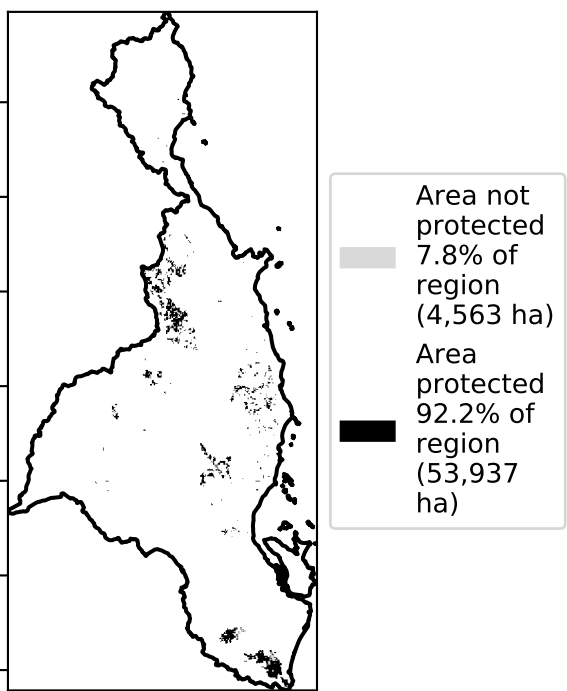 Area not
protected
7.8% of
region
(4,563 ha)
Area
protected
92.2% of
region
(53,937
ha)